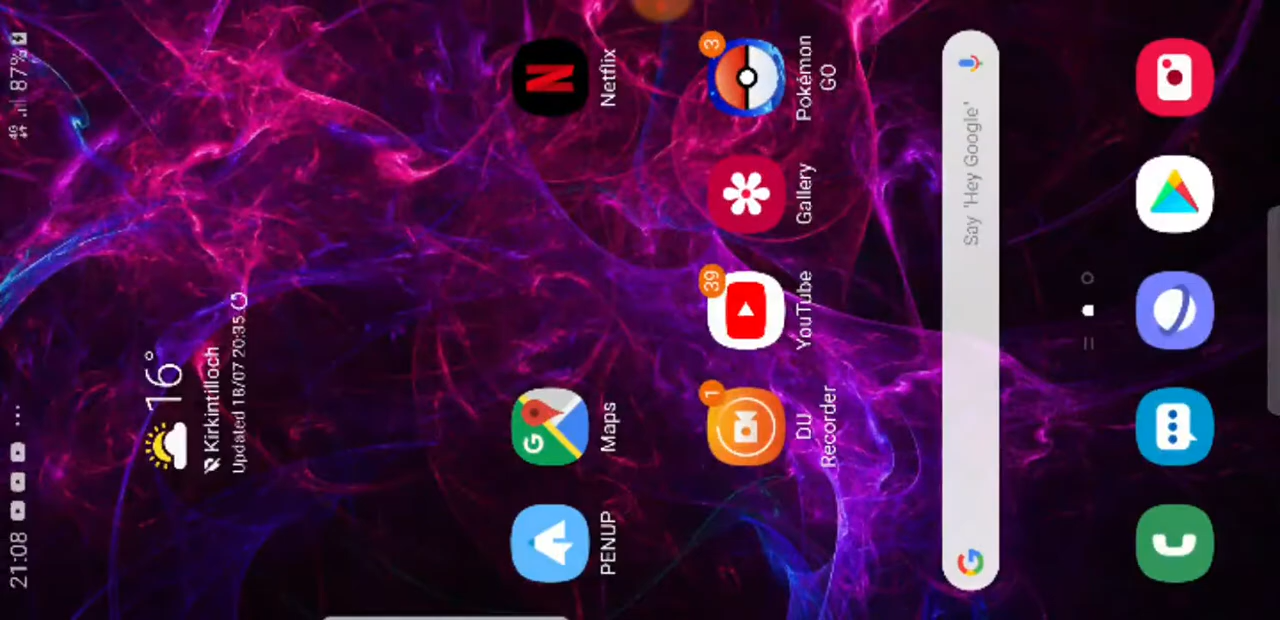 21:08
87%
16°
Kirkintilloch
Updated 18/07 20:35
Netflix
PENUP
Maps
1
39
3
DU
Recorder
YouTube
Gallery
Pokémon
GO
Say 'Hey Google'